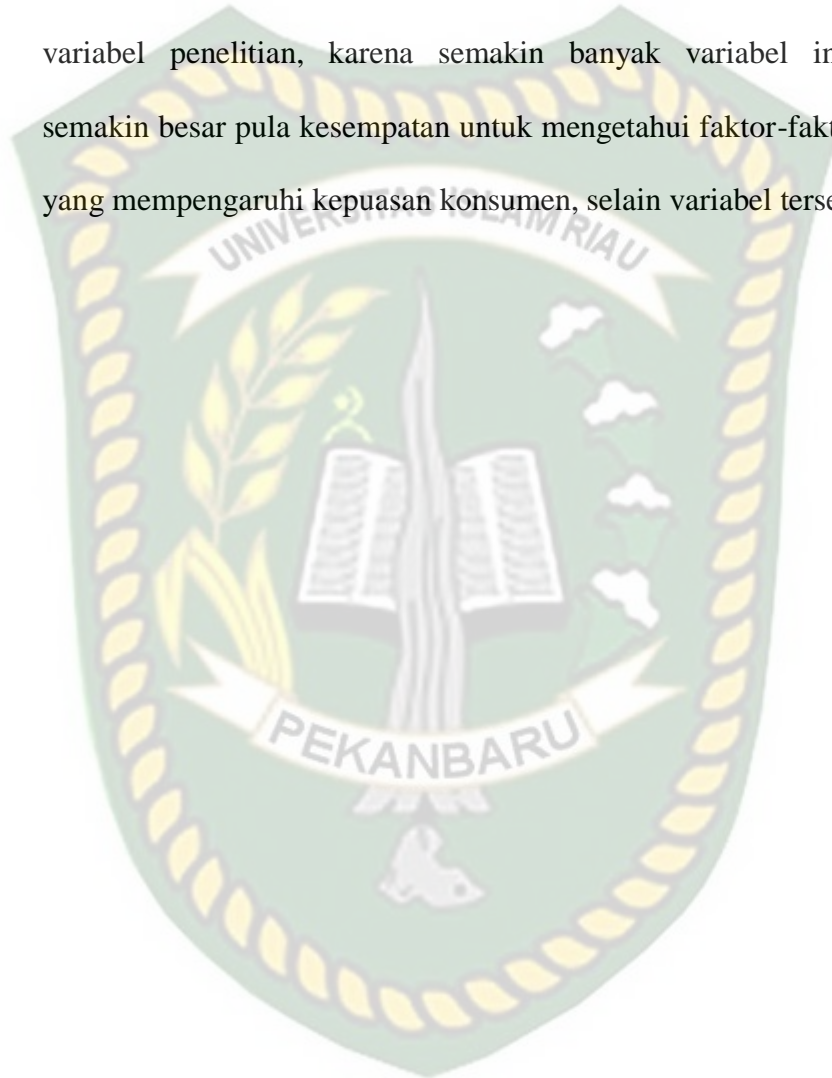 variabel penelitian, karena semakin banyak variabel in
semakin besar pula kesempatan untuk mengetahui faktor-fakt
yang mempengaruhi kepuasan konsumen, selain variabel terse
UNIVERSITAS ISLAM RIAU
PEKANBARU